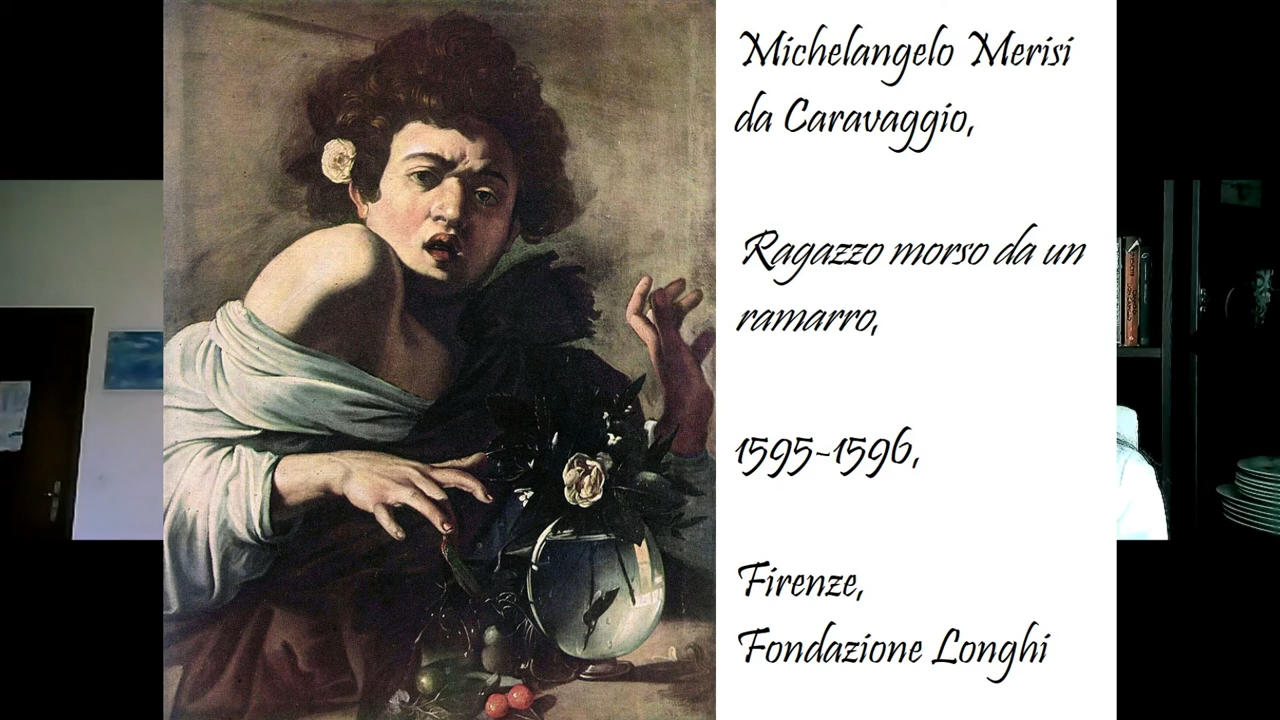 Michelangelo Merisi
da Caravaggio,
Ragazzo morso da un
ramarro,
1595-1596,
Firenze,
Fondazione Longhi